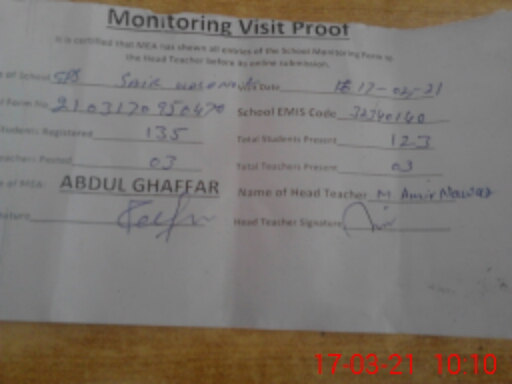 Monitoring Visit Proof
It is certified that MEA has shown all entries of the School Monitoring Form to
the Head Teacher before an online submission.
of School GPS Date 17-02-21
Form No. 21031709 School EMIS Code
Students Registered 135 Total Students Present 123
Teachers Posted 03 Total Teachers Present 03
of MEA: ABDUL GHAFFAR Name of Head Teacher M Amir Nawaz
Head Teacher Signature
17-03-21 10:10